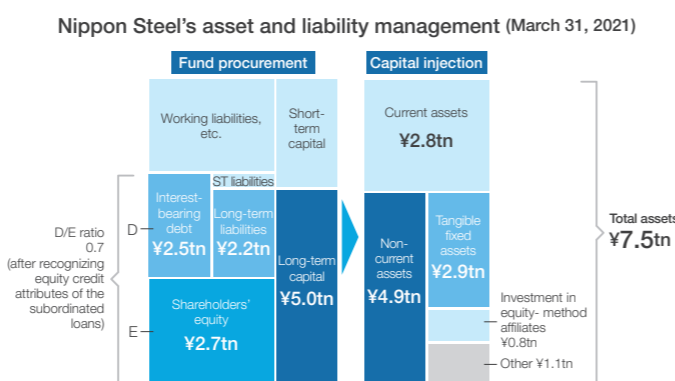 Nippon Steel's asset and liability management (March 31, 2021)
Fund procurement
Capital injection
Working liabilities,
etc.
Short-
term
capital
Current assets
¥2.8tn
ST liabilities
D/E ratio
0.7
(after recognizing
equity credit
attributes of the
subordinated
loans)
D
Interest-
bearing
debt
¥2.5tn
Long-term
liabilities
¥2.2tn
E
Shareholders'
equity
¥2.7tn
Long-term
capital
¥5.0tn
Non-
current
assets
¥4.9tn
Tangible
fixed
assets
¥2.9tn
Investment in
equity- method
affiliates
¥0.8tn
Other ¥1.1tn
Total assets
¥7.5tn